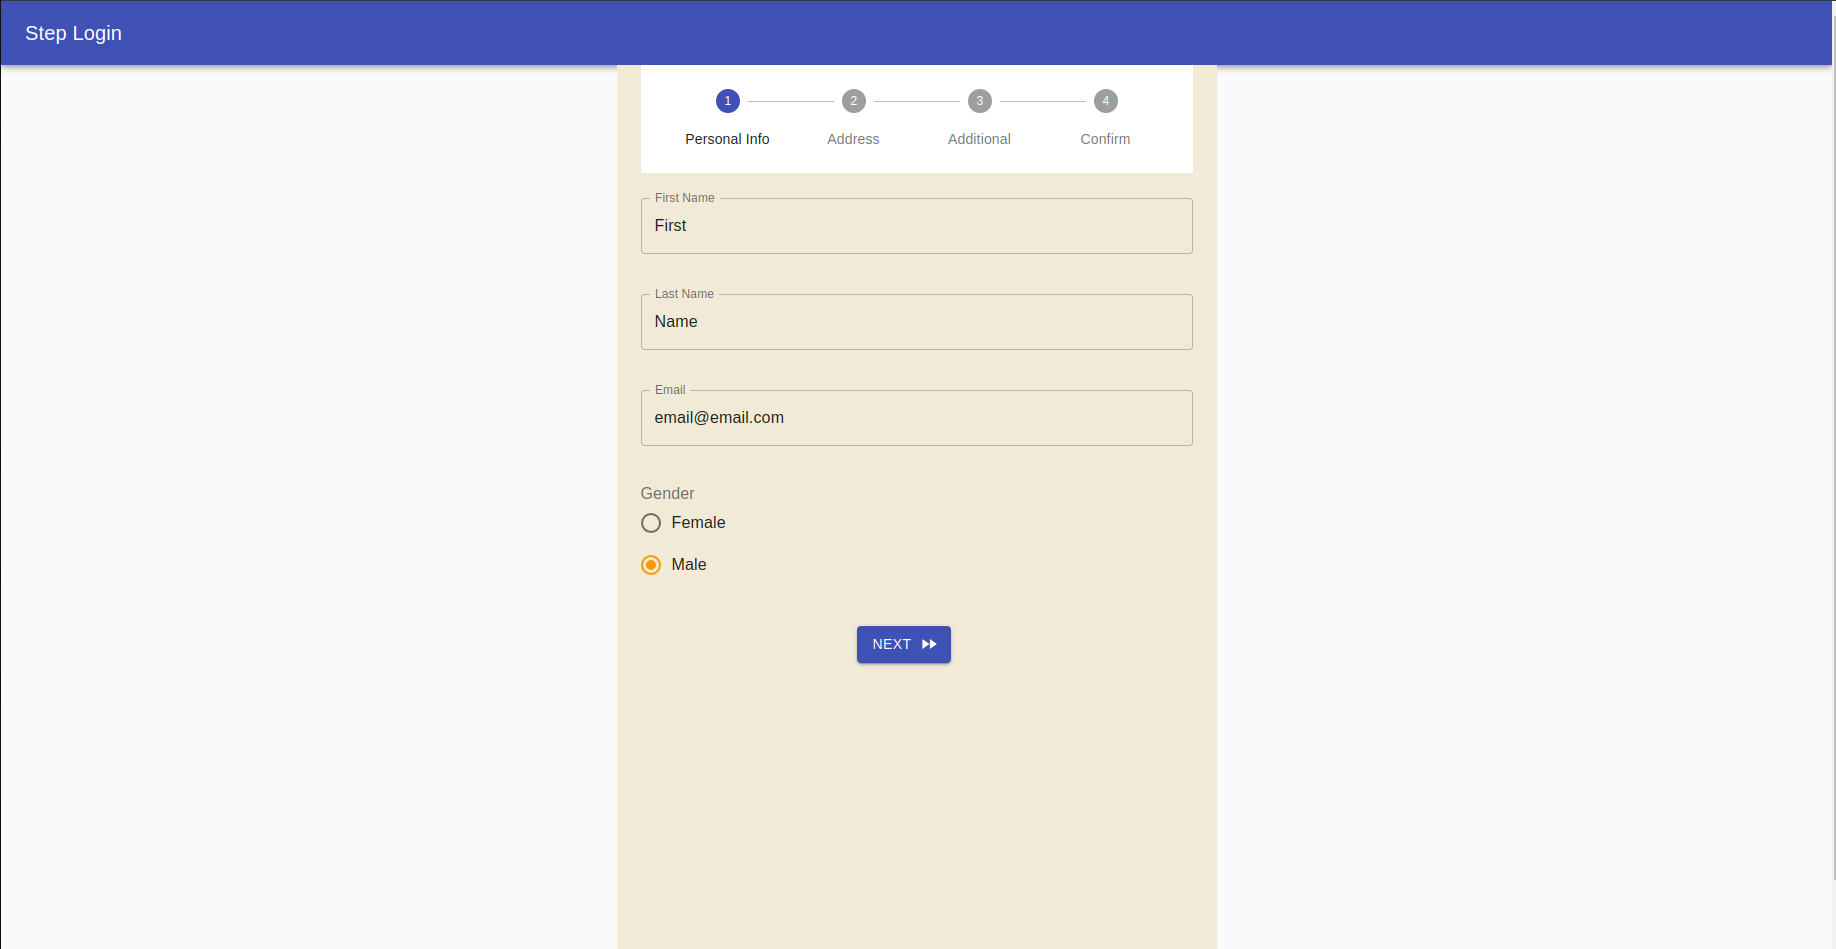 Step Login
1 2 3 4
Personal Info Address Additional Confirm
First Name
First
Last Name
Name
Email
email@email.com
Gender
Female
Male
NEXT